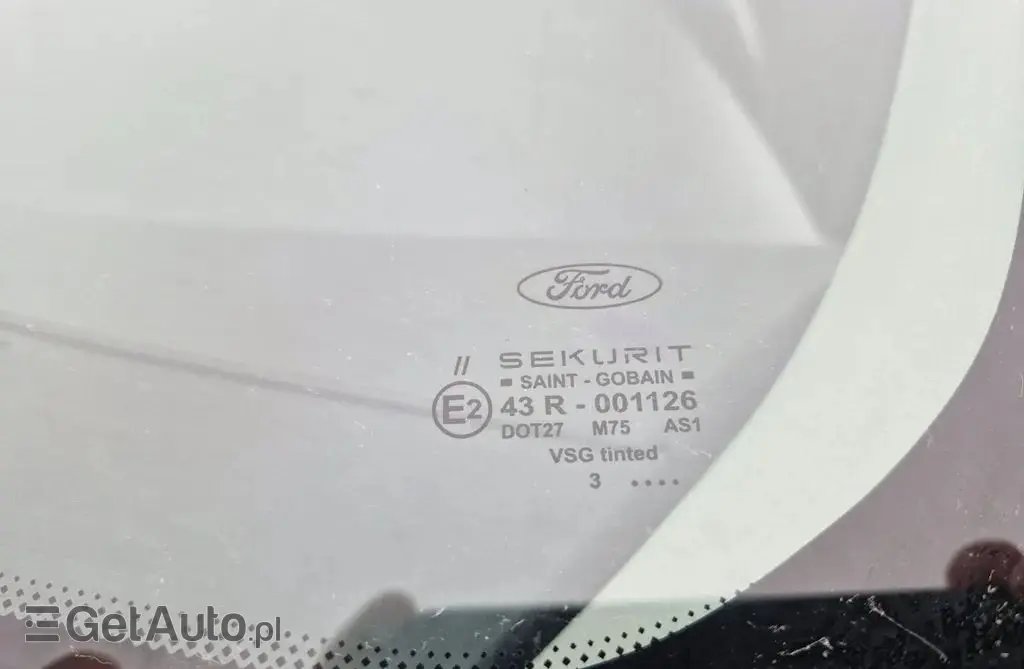 Ford
//
SEKURIT
SAINT - GOBAIN
E2
43 R - 001126
DOT27 M75 AS1
VSG tinted
3 ....
GetAuto.pl